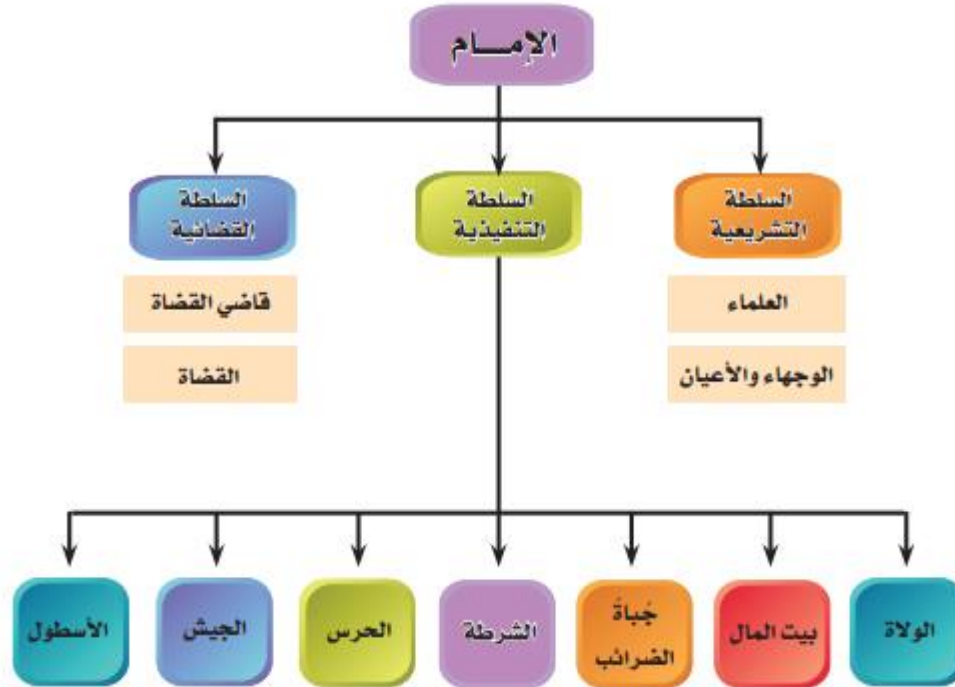 الإمـــام
السلطة
التشريعية
السلطة
التنفيذية
السلطة
القضائية
العلماء
قاضي القضاة
الوجهاء والأعيان
القضاة
الولاة
بيت المال
جُباةُ
الضرائب
الشرطة
الحرس
الجيش
الأسطول